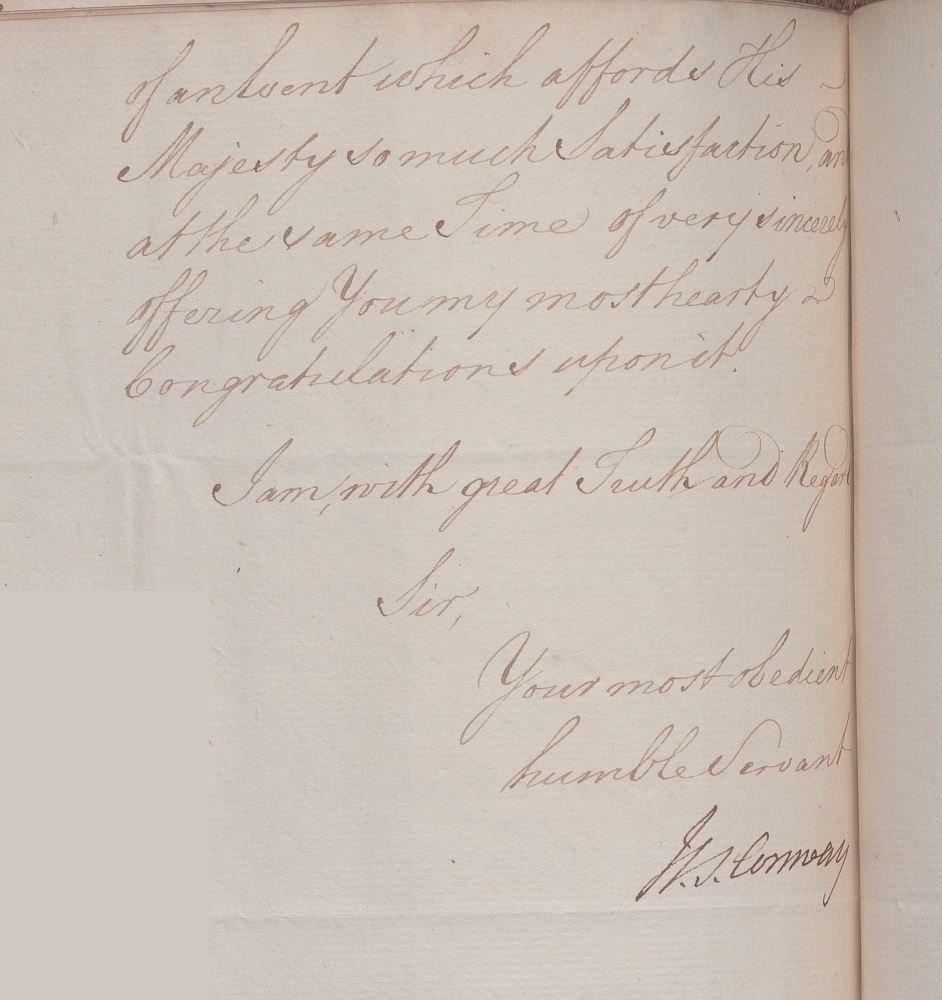 of an Event which affords His
Majesty so much Satisfaction, an
at the same Time of very sincerely
offering You my most hearty
Congratulations upon it.
I am, with great Truth and Regard
Sir,
Your most obedient
humble Servant
H. S. Conway